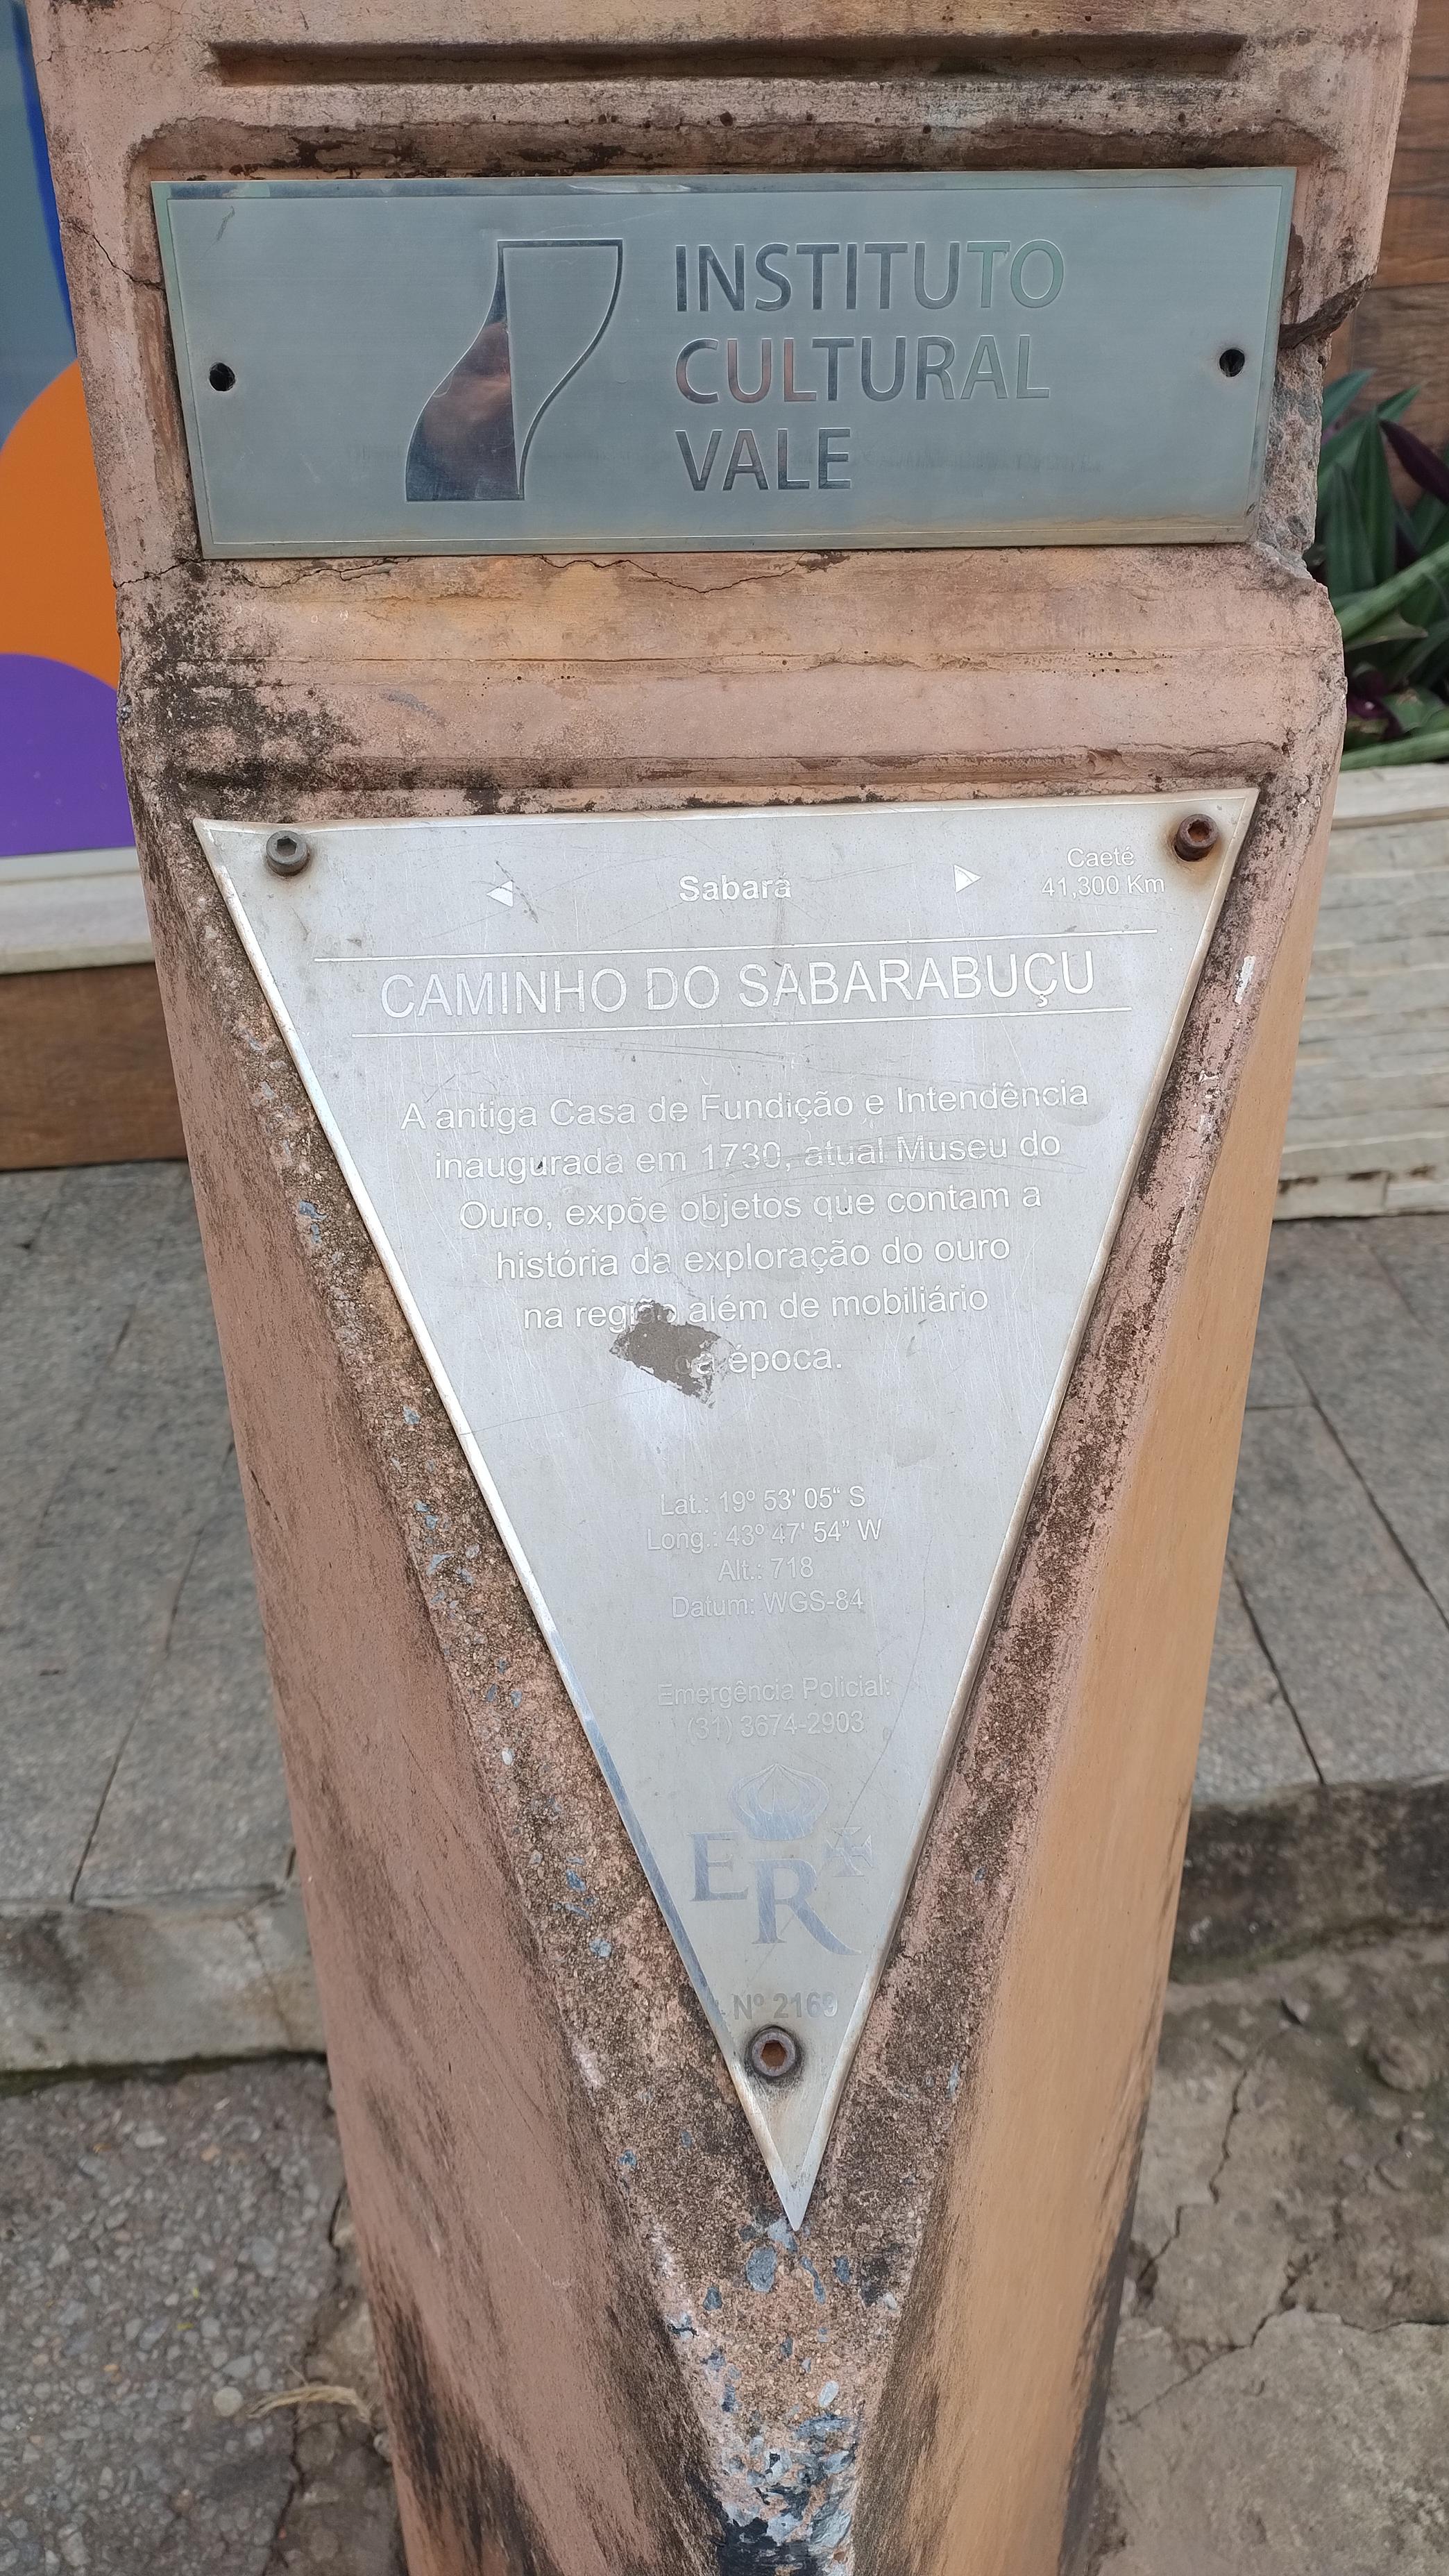 INSTITUTO
CULTURAL
VALE
Sabará
Caeté
41,300 Km
CAMINHO DO SABARABUÇU
A antiga Casa de Fundição e Intendência
inaugurada em 1730, atual Museu do
Ouro, expõe objetos que contam a
história da exploração do ouro
na região além de mobiliário
da época.
Lat.: 19º 53' 05“ S
Long.: 43º 47' 54” W
Alt.: 718
Datum: WGS-84
Emergência Policial:
(31) 3674-2903
ER
Nº 2169